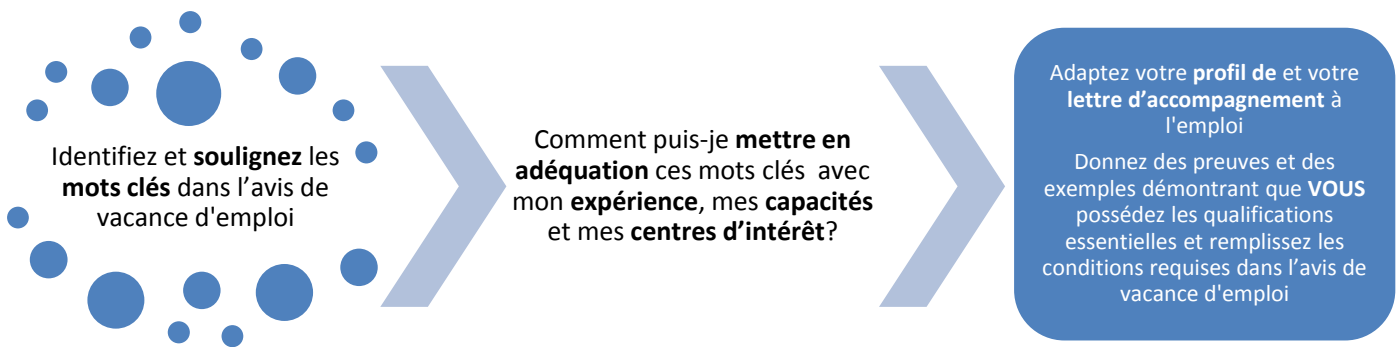 Identifiez et soulignez les
mots clés dans l’avis de
vacance d'emploi
Comment puis-je mettre en
adéquation ces mots clés avec
mon expérience, mes capacités
et mes centres d’intérêt?
Adaptez votre profil de et votre
lettre d’accompagnement à
l'emploi
Donnez des preuves et des
exemples démontrant que VOUS
possédez les qualifications
essentielles et remplissez les
conditions requises dans l’avis de
vacance d'emploi